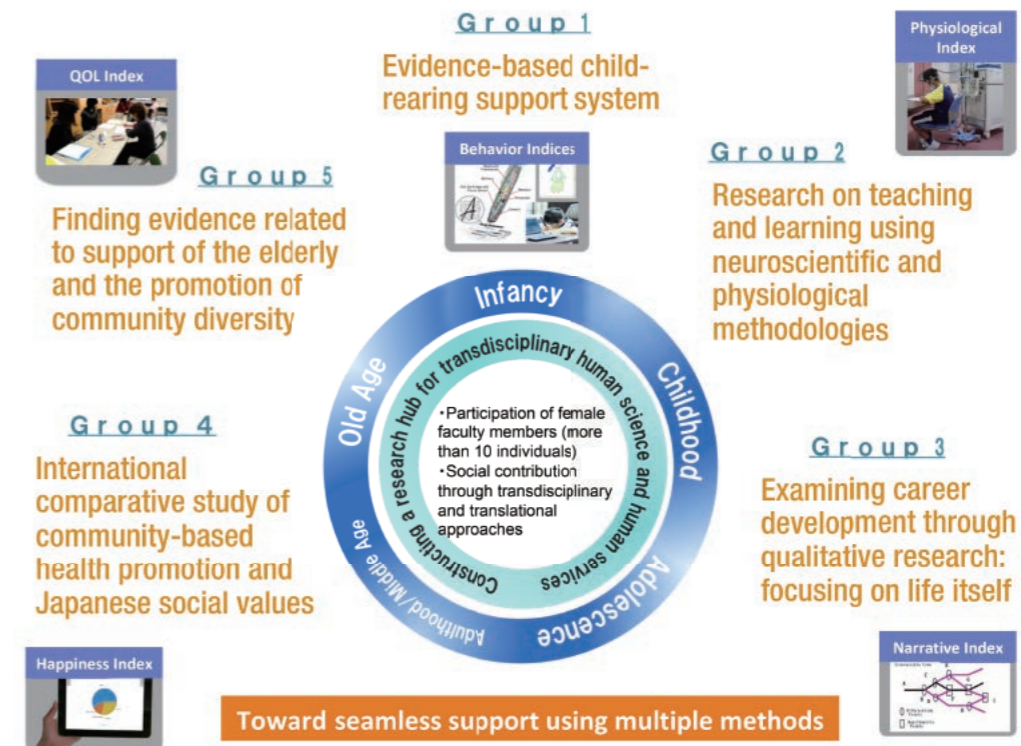 Group 1
Evidence-based child-
rearing support system
Behavior Indices
Physiological
Index
Group 2
Research on teaching
and learning using
neuroscientific and
physiological
methodologies
Group 3
Examining career
development through
qualitative research:
focusing on life itself
Narrative Index
Group 4
International
comparative study of
community-based
health promotion and
Japanese social values
Happiness Index
QOL Index
Group 5
Finding evidence related
to support of the elderly
and the promotion of
community diversity
Infancy
Childhood
Adolescence
Adulthood/Middle Age
Old Age
Constructing a research hub for transdisciplinary human science and human services
・Participation of female
faculty members (more
than 10 individuals)
・Social contribution
through transdisciplinary
and translational
approaches
Toward seamless support using multiple methods